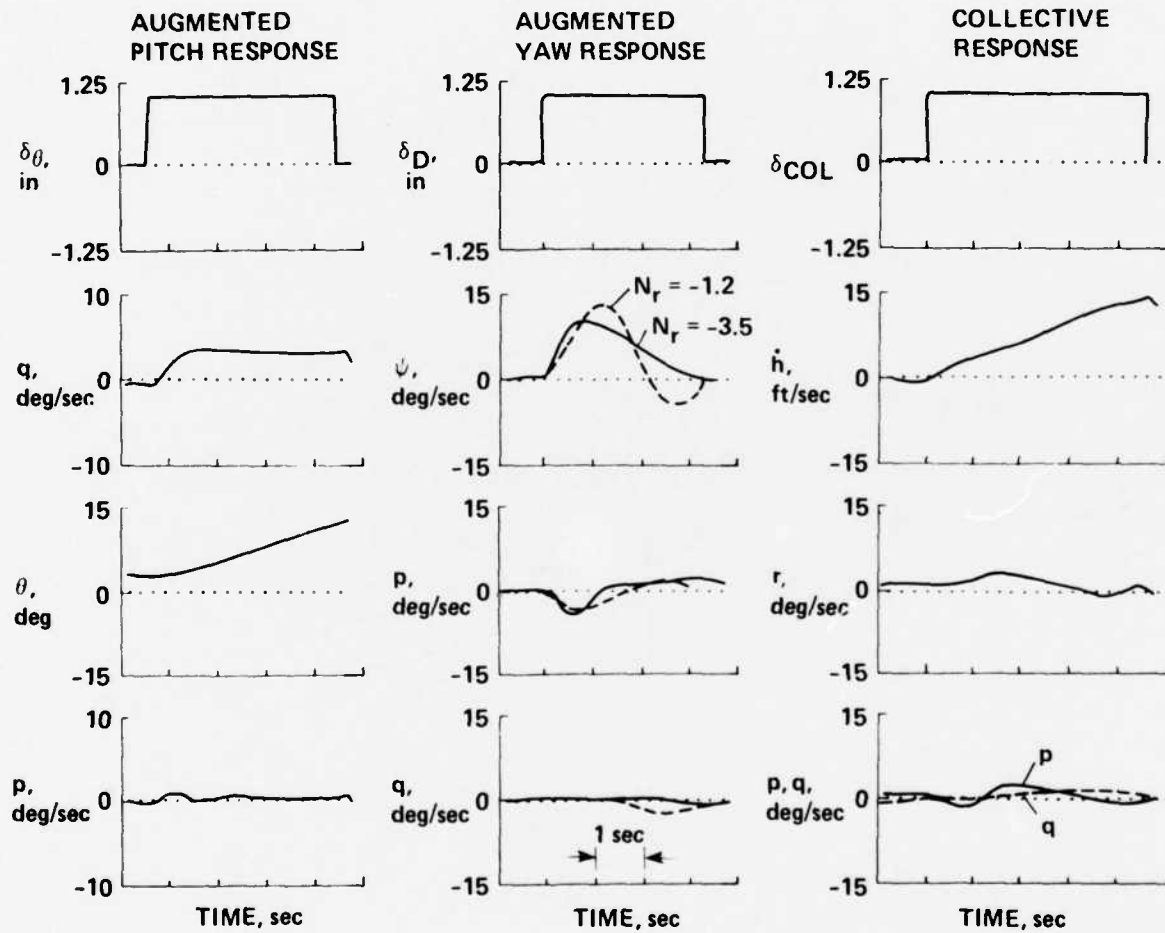 AUGMENTED
PITCH RESPONSE
1.25
δθ,
in
0
-1.25
10
q,
deg/sec
0
-10
15
θ,
deg
0
-15
10
p,
deg/sec
0
-10
TIME, sec
AUGMENTED
YAW RESPONSE
1.25
δD,
in
0
-1.25
15
Nr = -1.2
Nr = -3.5
ψ,
deg/sec
0
-15
15
p,
deg/sec
0
-15
15
q,
deg/sec
0
1 sec
-15
TIME, sec
COLLECTIVE
RESPONSE
1.25
δCOL
0
-1.25
15
ḣ,
ft/sec
0
-15
15
r,
deg/sec
0
-15
15
p
p, q,
deg/sec
0
q
-15
TIME, sec